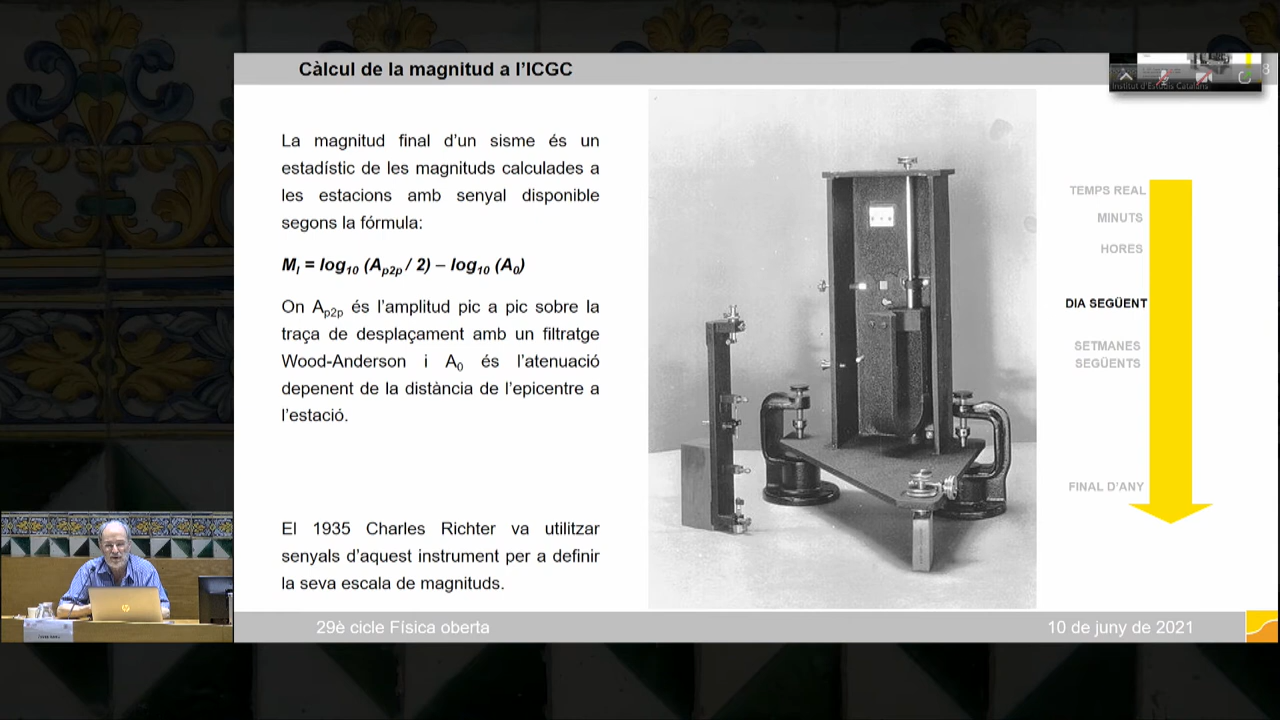 Càlcul de la magnitud a l’ICGC
Institut d'Estudis Catalans
La magnitud final d’un sisme és un
estadístic de les magnituds calculades a
les estacions amb senyal disponible
segons la fórmula:
Ml = log10 (Ap2p / 2) – log10 (A0)
On Ap2p és l’amplitud pic a pic sobre la
traça de desplaçament amb un filtratge
Wood-Anderson i A0 és l’atenuació
depenent de la distància de l’epicentre a
l’estació.
El 1935 Charles Richter va utilitzar
senyals d’aquest instrument per a definir
la seva escala de magnituds.
TEMPS REAL
MINUTS
HORES
DIA SEGÜENT
SETMANES
SEGÜENTS
FINAL D’ANY
29è cicle Física oberta
10 de juny de 2021